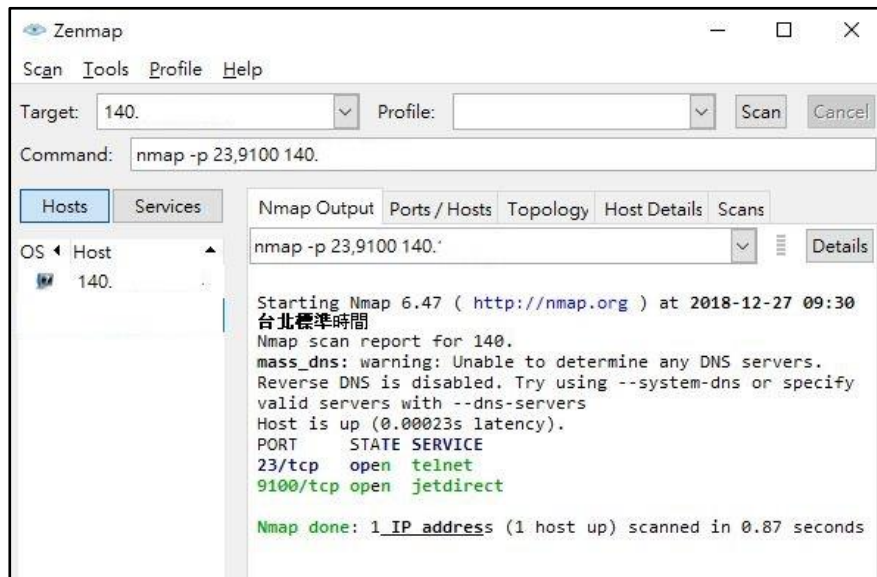 Zenmap
Scan Tools Profile Help
Target: 140. Profile: Scan Cancel
Command: nmap -p 23,9100 140.
Hosts Services
Nmap Output Ports / Hosts Topology Host Details Scans
OS Host
nmap -p 23,9100 140. Details
140.
Starting Nmap 6.47 ( http://nmap.org ) at 2018-12-27 09:30
台北標準時間
Nmap scan report for 140.
mass_dns: warning: Unable to determine any DNS servers.
Reverse DNS is disabled. Try using --system-dns or specify
valid servers with --dns-servers
Host is up (0.00023s latency).
PORT STATE SERVICE
23/tcp open telnet
9100/tcp open jetdirect
Nmap done: 1 IP address (1 host up) scanned in 0.87 seconds